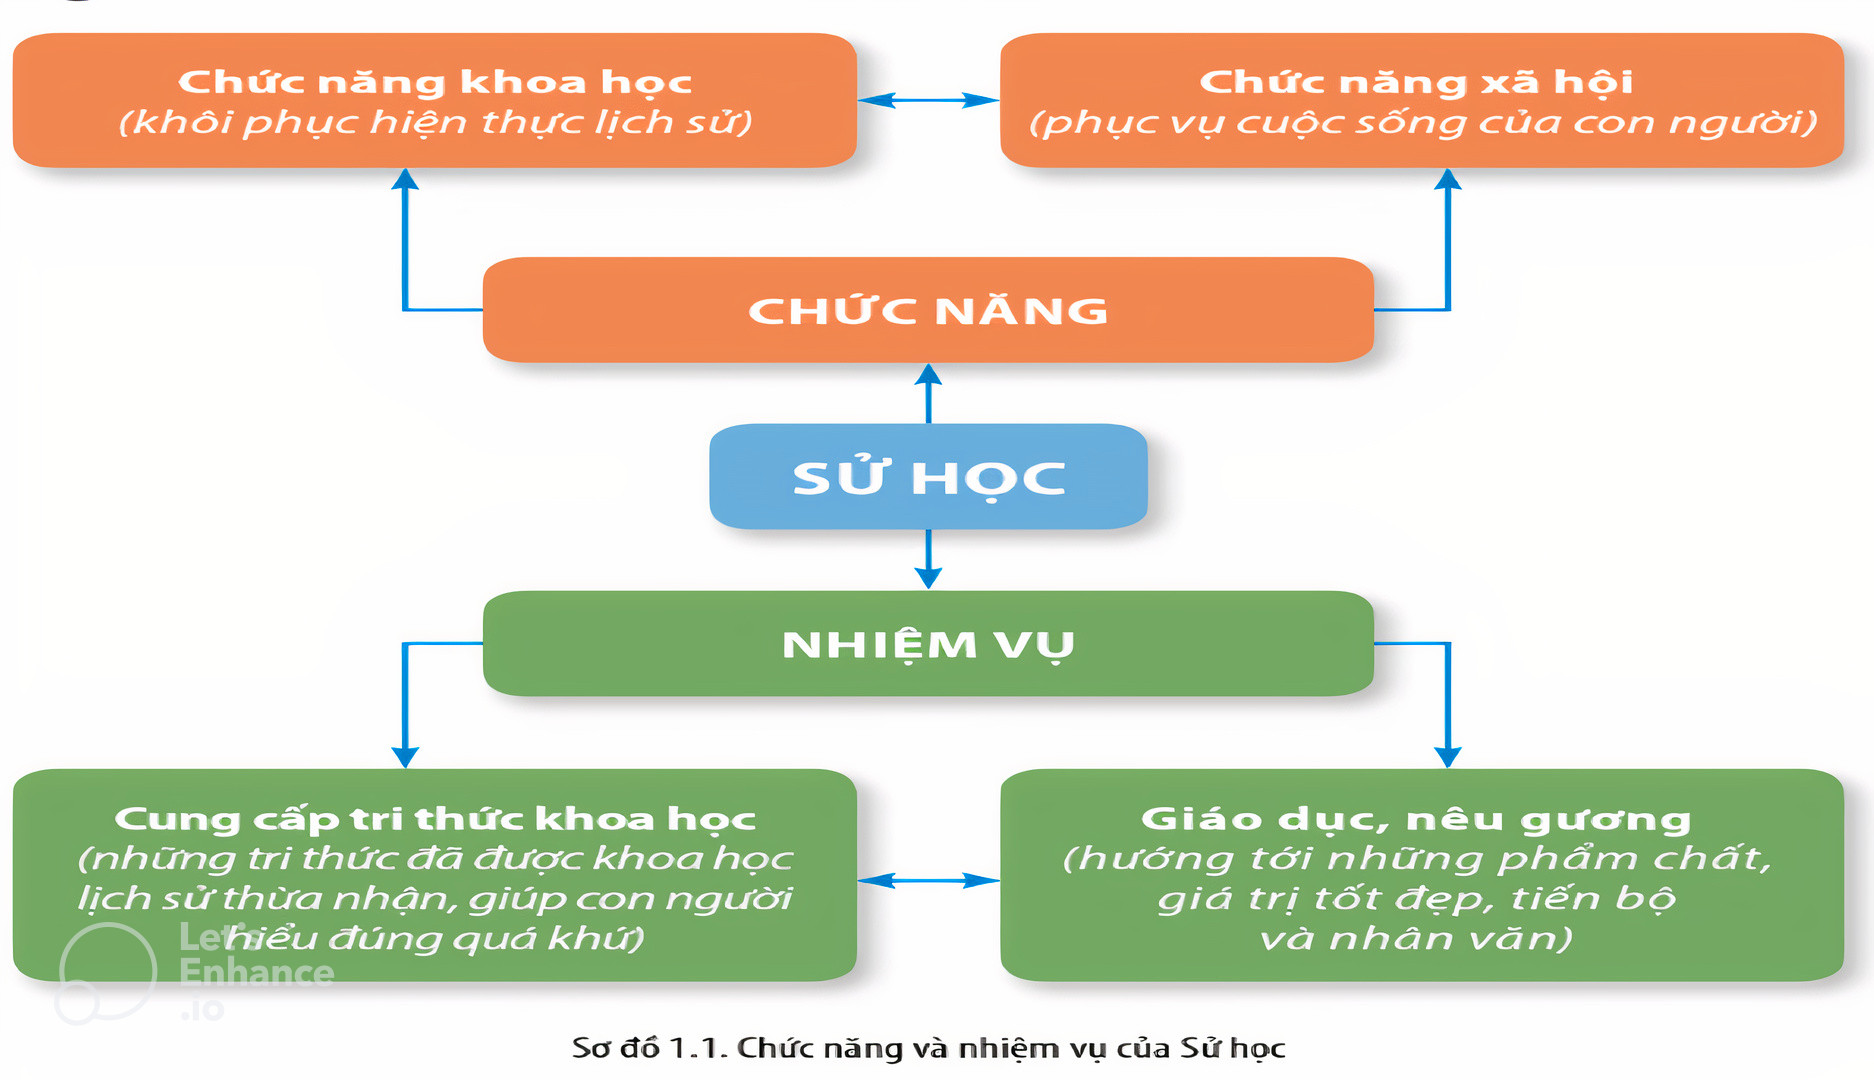 Chức năng khoa học
(khôi phục hiện thực lịch sử)
Chức năng xã hội
(phục vụ cuộc sống của con người)
CHỨC NĂNG
SỬ HỌC
NHIỆM VỤ
Cung cấp tri thức khoa học
(những tri thức đã được khoa học
lịch sử thừa nhận, giúp con người
hiểu đúng quá khứ)
Giáo dục, nêu gương
(hướng tới những phẩm chất,
giá trị tốt đẹp, tiến bộ
và nhân văn)
Let's
Enhance
.io
Sơ đồ 1.1. Chức năng và nhiệm vụ của Sử học